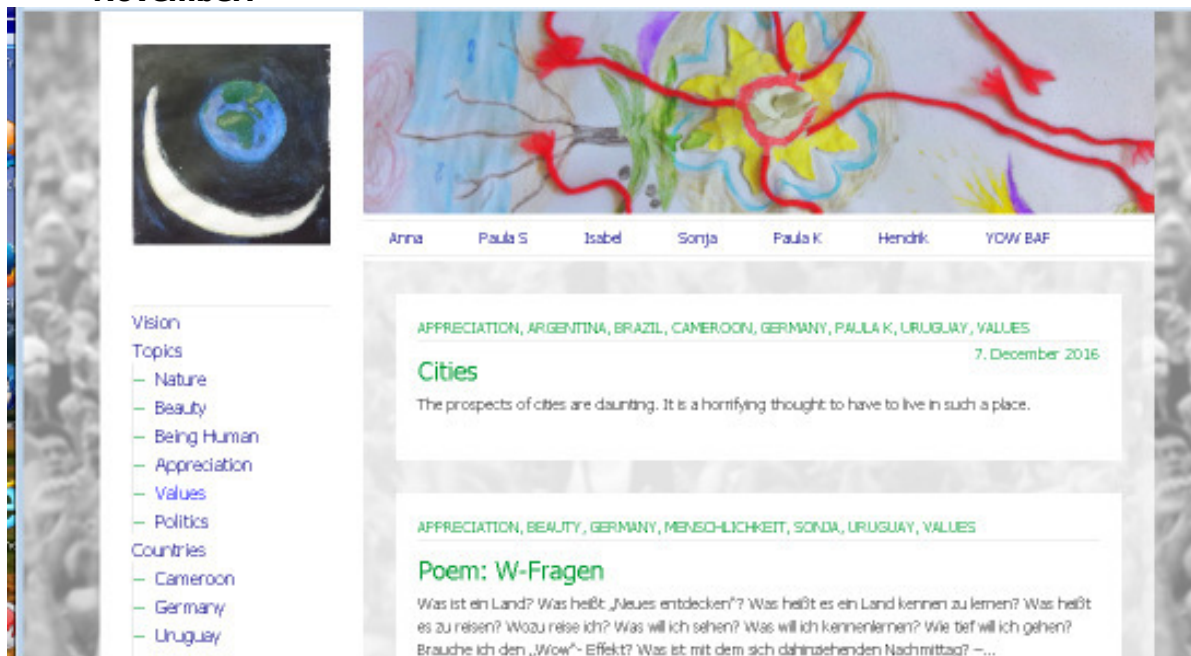 Anna Paula S Isabel Sonja Paula K Hendrik YOW BAF
Vision
Topics
– Nature
– Beauty
– Being Human
– Appreciation
– Values
– Politics
Countries
– Cameroon
– Germany
– Uruguay
APPRECIATION, ARGENTINA, BRAZIL, CAMEROON, GERMANY, PAULA K, URUGUAY, VALUES
7. December 2016
Cities
The prospects of cities are daunting. It is a horrifying thought to have to live in such a place.
APPRECIATION, BEAUTY, GERMANY, MENSCHLICHKEIT, SONJA, URUGUAY, VALUES
Poem: W-Fragen
Was ist ein Land? Was heißt „Neues entdecken"? Was heißt es ein Land kennen zu lernen? Was heißt
es zu reisen? Wozu reise ich? Was will ich sehen? Was will ich kennenlernen? Wie tief will ich gehen?
Brauche ich den „Wow"- Effekt? Was ist mit dem sich dahinziehenden Nachmittag? –...